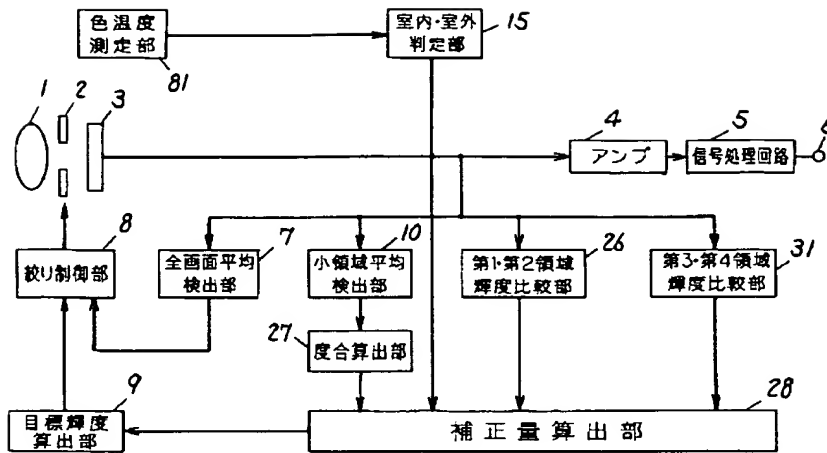 色温度
測定部
81
室内・室外
判定部
15
1
2
3
4
アンプ
5
信号処理回路
6
8
絞り制御部
7
全画面平均
検出部
10
小領域平均
検出部
26
第1・第2領域
輝度比較部
31
第3・第4領域
輝度比較部
27
度合算出部
9
目標輝度
算出部
28
補正量算出部